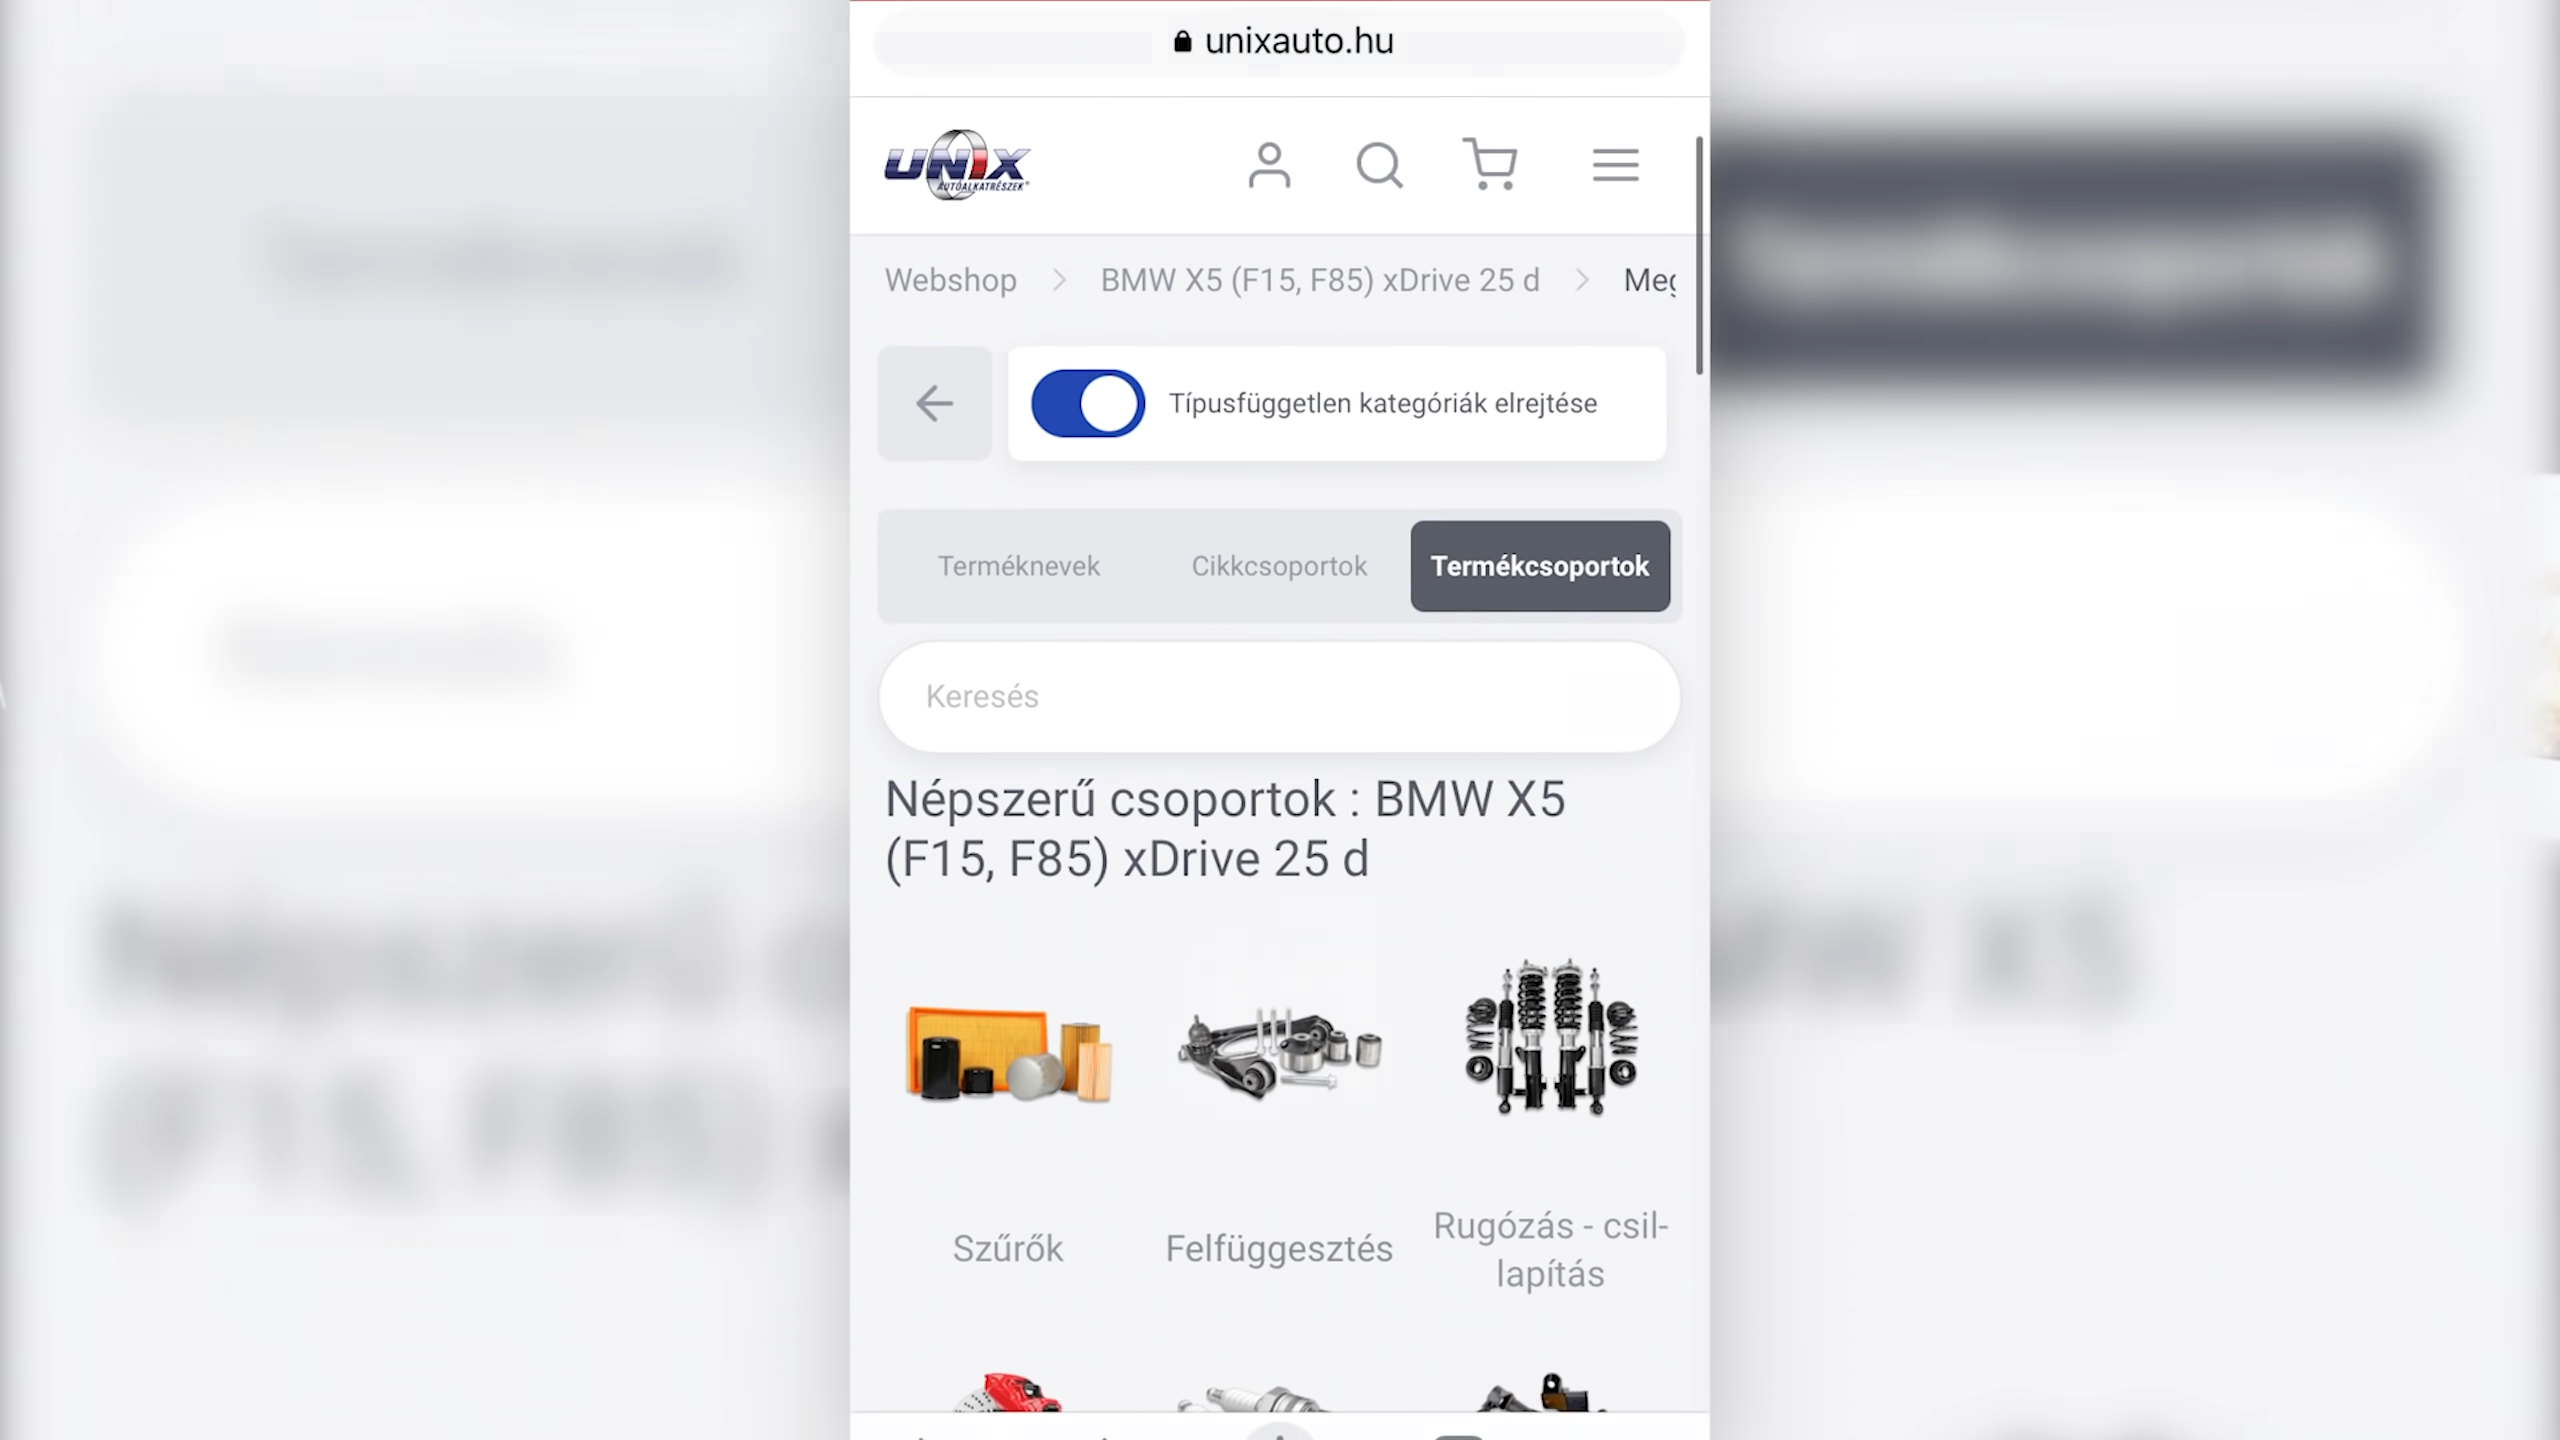 unixauto.hu
UNIX
AUTÓALKATRÉSZEK
Webshop
BMW X5 (F15, F85) xDrive 25 d
Típusfüggetlen kategóriák elrejtése
Terméknevek
Cikkcsoportok
Termékcsoportok
Keresés
Népszerű csoportok : BMW X5
(F15, F85) xDrive 25 d
Szűrők
Felfüggesztés
Rugózás - csil-
lapítás